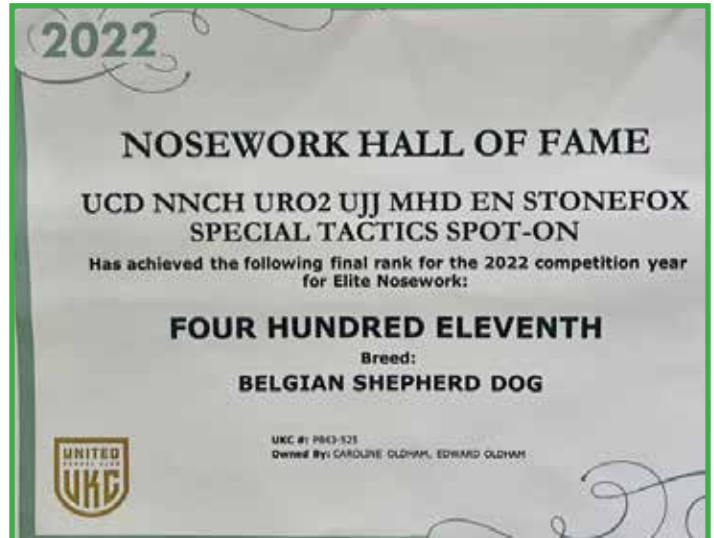 2022
NOSEWORK HALL OF FAME
UCD NNCH URO2 UJJ MHD EN STONEFOX
SPECIAL TACTICS SPOT-ON
Has achieved the following final rank for the 2022 competition year
for Elite Nosework:
FOUR HUNDRED ELEVENTH
Breed:
BELGIAN SHEPHERD DOG
UKC #: P843-525
Owned By: CAROLINE OLDHAM, EDWARD OLDHAM
UNITED
KENNEL CLUB
UKC